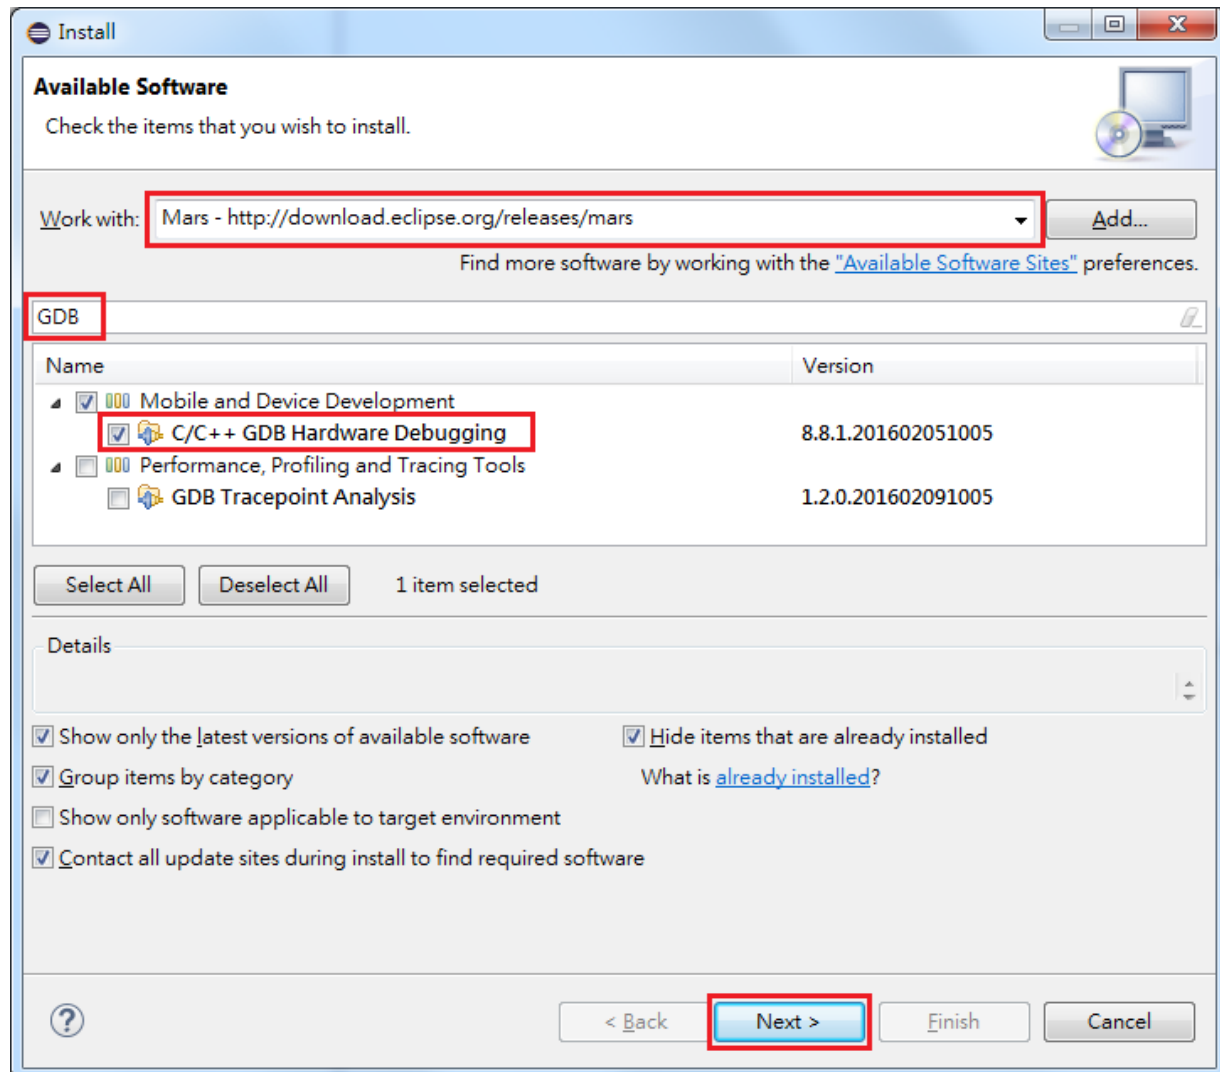 Install
Available Software
Check the items that you wish to install.
Work with: Mars - http://download.eclipse.org/releases/mars Add...
Find more software by working with the "Available Software Sites" preferences.
GDB
Name Version
Mobile and Device Development
C/C++ GDB Hardware Debugging 8.8.1.201602051005
Performance, Profiling and Tracing Tools
GDB Tracepoint Analysis 1.2.0.201602091005
Select All Deselect All 1 item selected
Details
Show only the latest versions of available software Hide items that are already installed
Group items by category What is already installed?
Show only software applicable to target environment
Contact all update sites during install to find required software
? < Back Next > Finish Cancel